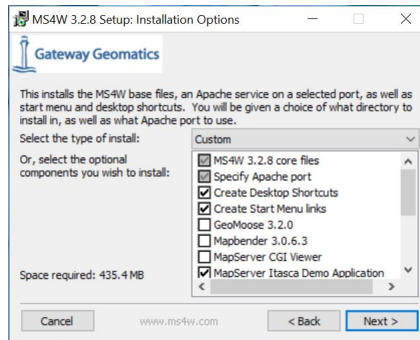 MS4W 3.2.8 Setup: Installation Options
Gateway Geomatics
This installs the MS4W base files, an Apache service on a selected port, as well as
start menu and desktop shortcuts. You will be given a choice of what directory to
install in, as well as what Apache port to use.
Select the type of install:
Custom
Or, select the optional
components you wish to install:
MS4W 3.2.8 core files
Specify Apache port
Create Desktop Shortcuts
Create Start Menu links
GeoMoose 3.2.0
Mapbender 3.0.6.3
MapServer CGI Viewer
MapServer Itasca Demo Application
Space required: 435.4 MB
Cancel
www.ms4w.com
< Back
Next >